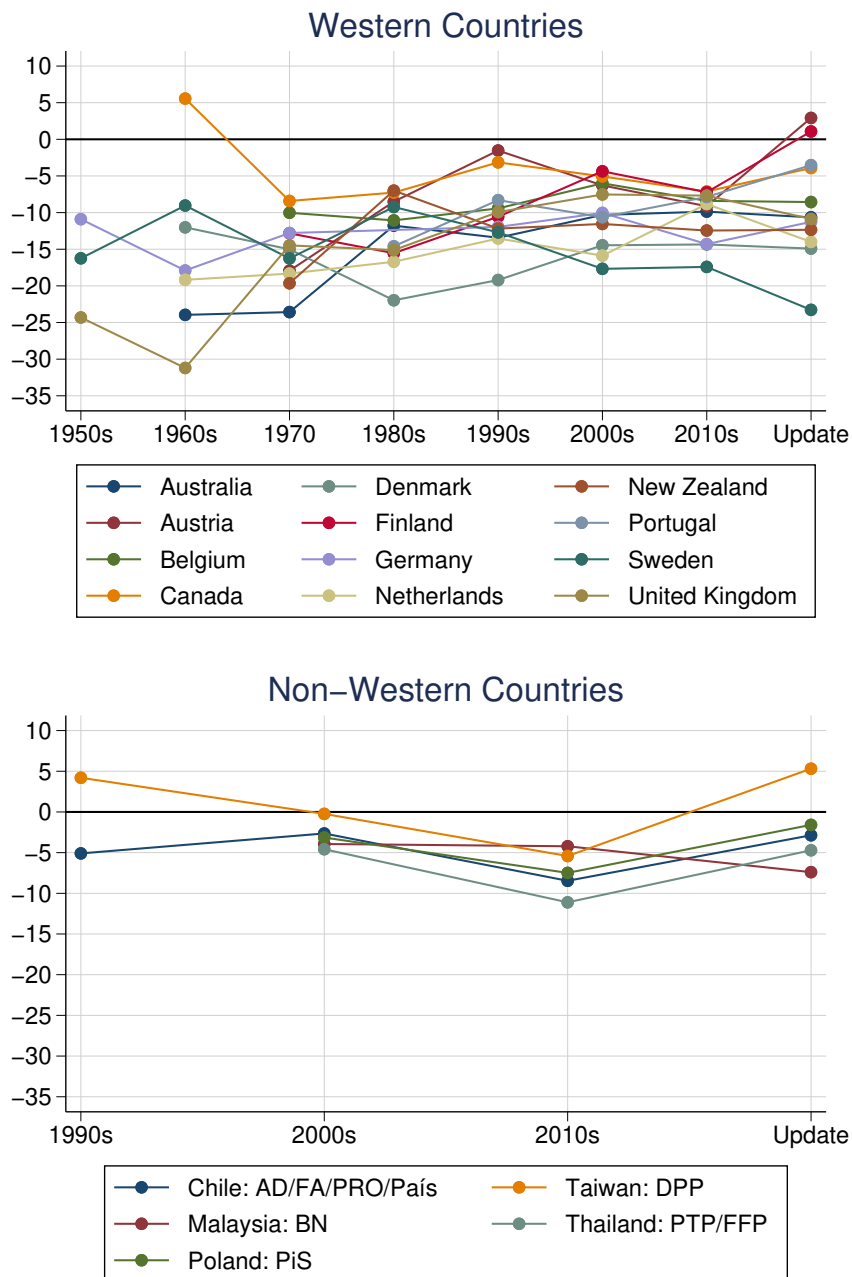 Western Countries
10
5
0
−5
−10
−15
−20
−25
−30
−35
1950s 1960s 1970 1980s 1990s 2000s 2010s Update
Australia Denmark New Zealand
Austria Finland Portugal
Belgium Germany Sweden
Canada Netherlands United Kingdom
Non−Western Countries
10
5
0
−5
−10
−15
−20
−25
−30
−35
1990s 2000s 2010s Update
Chile: AD/FA/PRO/País Taiwan: DPP
Malaysia: BN Thailand: PTP/FFP
Poland: PiS